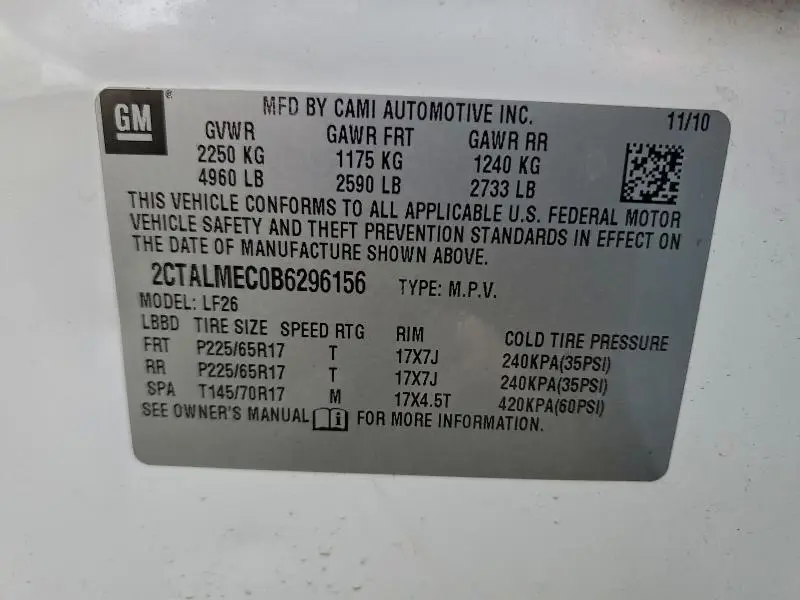 GM®
MFD BY CAMI AUTOMOTIVE INC. 11/10
GVWR GAWR FRT GAWR RR
2250 KG 1175 KG 1240 KG
4960 LB 2590 LB 2733 LB
THIS VEHICLE CONFORMS TO ALL APPLICABLE U.S. FEDERAL MOTOR
VEHICLE SAFETY AND THEFT PREVENTION STANDARDS IN EFFECT ON
THE DATE OF MANUFACTURE SHOWN ABOVE.
2CTALMEC0B6296156 TYPE: M.P.V.
MODEL: LF26
LBBD TIRE SIZE SPEED RTG RIM COLD TIRE PRESSURE
FRT P225/65R17 T 17X7J 240KPA(35PSI)
RR P225/65R17 T 17X7J 240KPA(35PSI)
SPA T145/70R17 M 17X4.5T 420KPA(60PSI)
SEE OWNER'S MANUAL i FOR MORE INFORMATION.